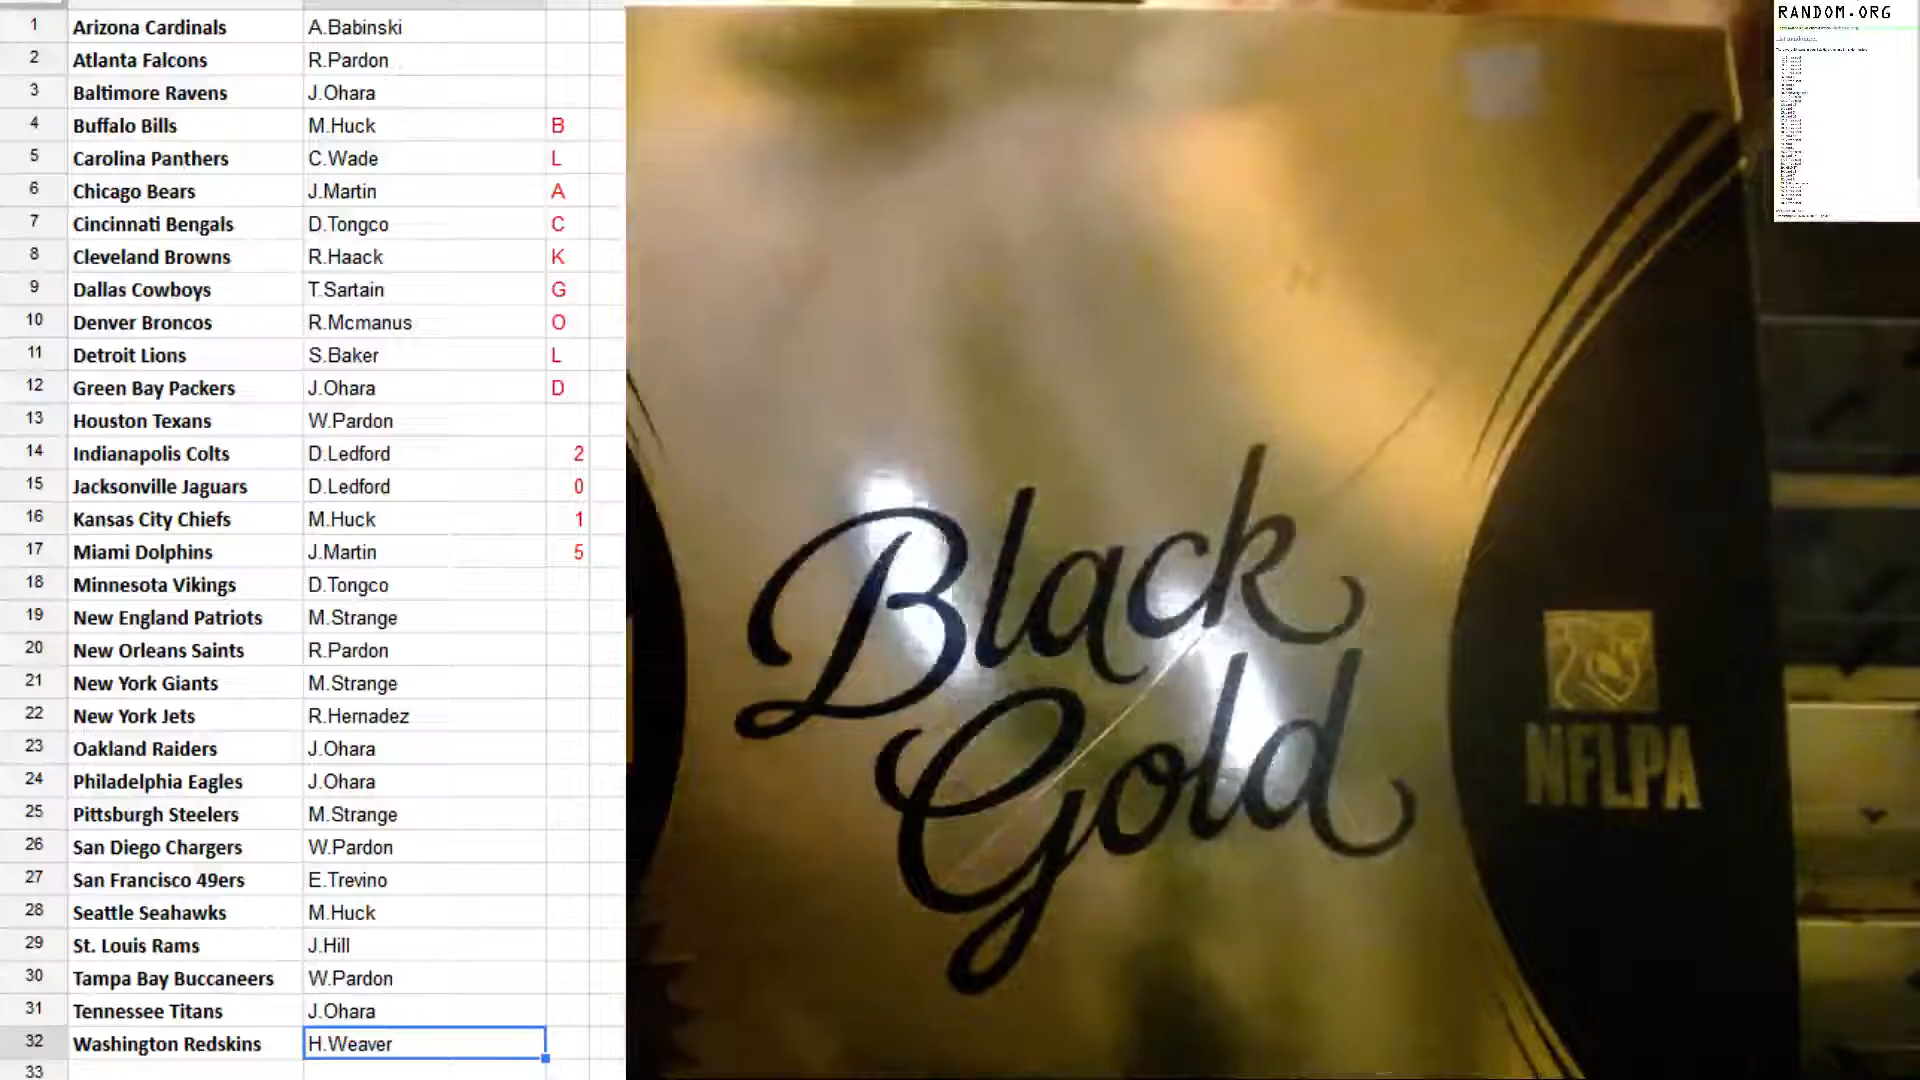 1 Arizona Cardinals A.Babinski
2 Atlanta Falcons R.Pardon
3 Baltimore Ravens J.Ohara
4 Buffalo Bills M.Huck B
5 Carolina Panthers C.Wade L
6 Chicago Bears J.Martin A
7 Cincinnati Bengals D.Tongco C
8 Cleveland Browns R.Haack K
9 Dallas Cowboys T.Sartain G
10 Denver Broncos R.Mcmanus O
11 Detroit Lions S.Baker L
12 Green Bay Packers J.Ohara D
13 Houston Texans W.Pardon
14 Indianapolis Colts D.Ledford 2
15 Jacksonville Jaguars D.Ledford 0
16 Kansas City Chiefs M.Huck 1
17 Miami Dolphins J.Martin 5
18 Minnesota Vikings D.Tongco
19 New England Patriots M.Strange
20 New Orleans Saints R.Pardon
21 New York Giants M.Strange
22 New York Jets R.Hernadez
23 Oakland Raiders J.Ohara
24 Philadelphia Eagles J.Ohara
25 Pittsburgh Steelers M.Strange
26 San Diego Chargers W.Pardon
27 San Francisco 49ers E.Trevino
28 Seattle Seahawks M.Huck
29 St. Louis Rams J.Hill
30 Tampa Bay Buccaneers W.Pardon
31 Tennessee Titans J.Ohara
32 Washington Redskins H.Weaver
33
Black
Gold
NFLPA
RANDOM.ORG